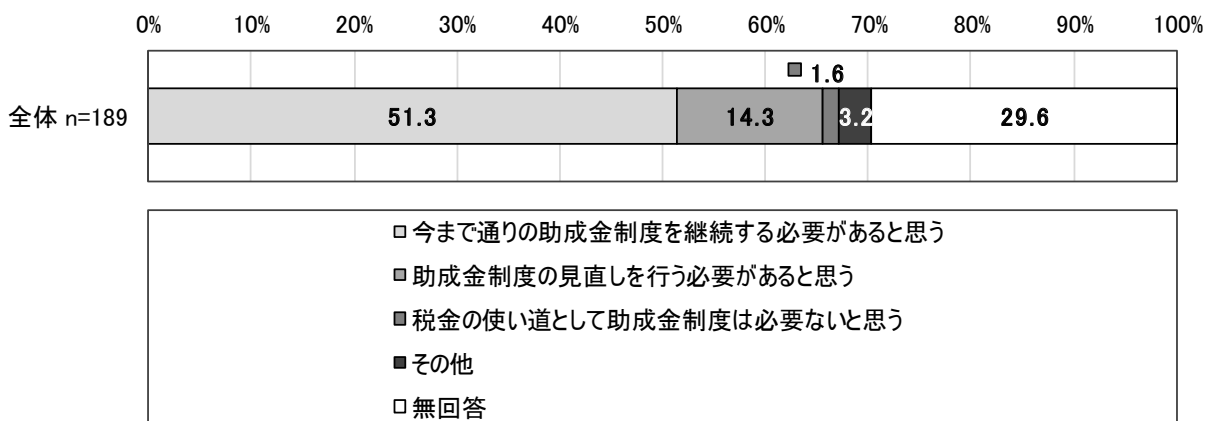 0% 10% 20% 30% 40% 50% 60% 70% 80% 90% 100%
1.6
全体 n=189 51.3 14.3 3.2 29.6
今まで通りの助成金制度を継続する必要があると思う
助成金制度の見直しを行う必要があると思う
税金の使い道として助成金制度は必要ないと思う
その他
無回答